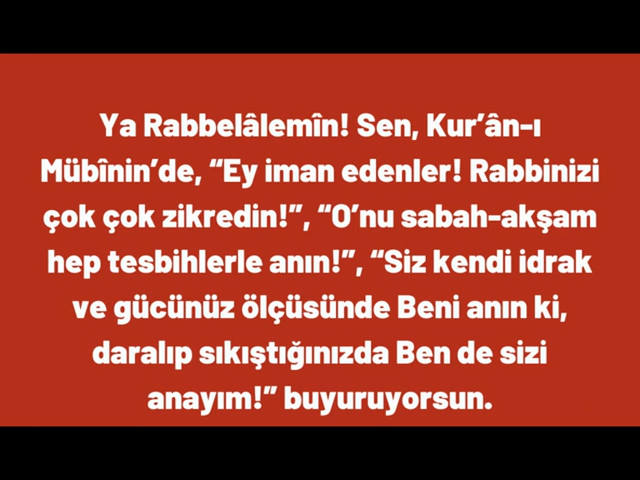 Ya Rabbelâlemîn! Sen, Kur’ân-ı
Mübînin’de, “Ey iman edenler! Rabbinizi
çok çok zikredin!”, “O’nu sabah-akşam
hep tesbihlerle anın!”, “Siz kendi idrak
ve gücünüz ölçüsünde Beni anın ki,
daralıp sıkıştığınızda Ben de sizi
anayım!” buyuruyorsun.